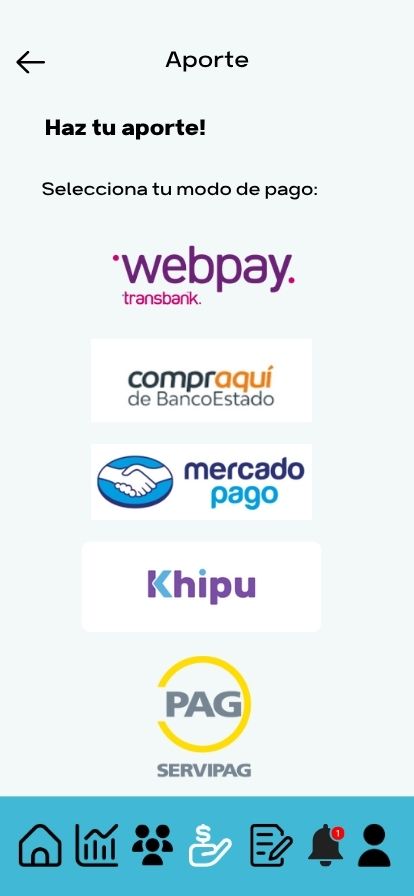 Aporte
Haz tu aporte!
Selecciona tu modo de pago:
webpay.
transbank.
compraquí
de BancoEstado
mercado
pago
Khipu
PAG
SERVIPAG
$
1